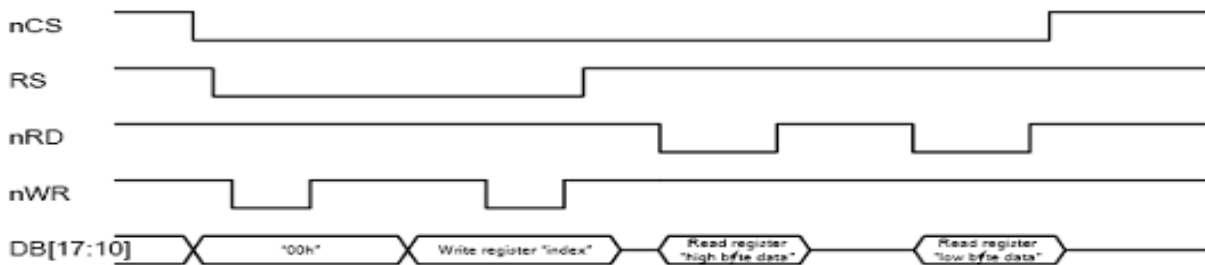 nCS
RS
nRD
nWR
DB[17:10]
"00h"
Write register "index"
Read register
"high byte data"
Read register
"low byte data"